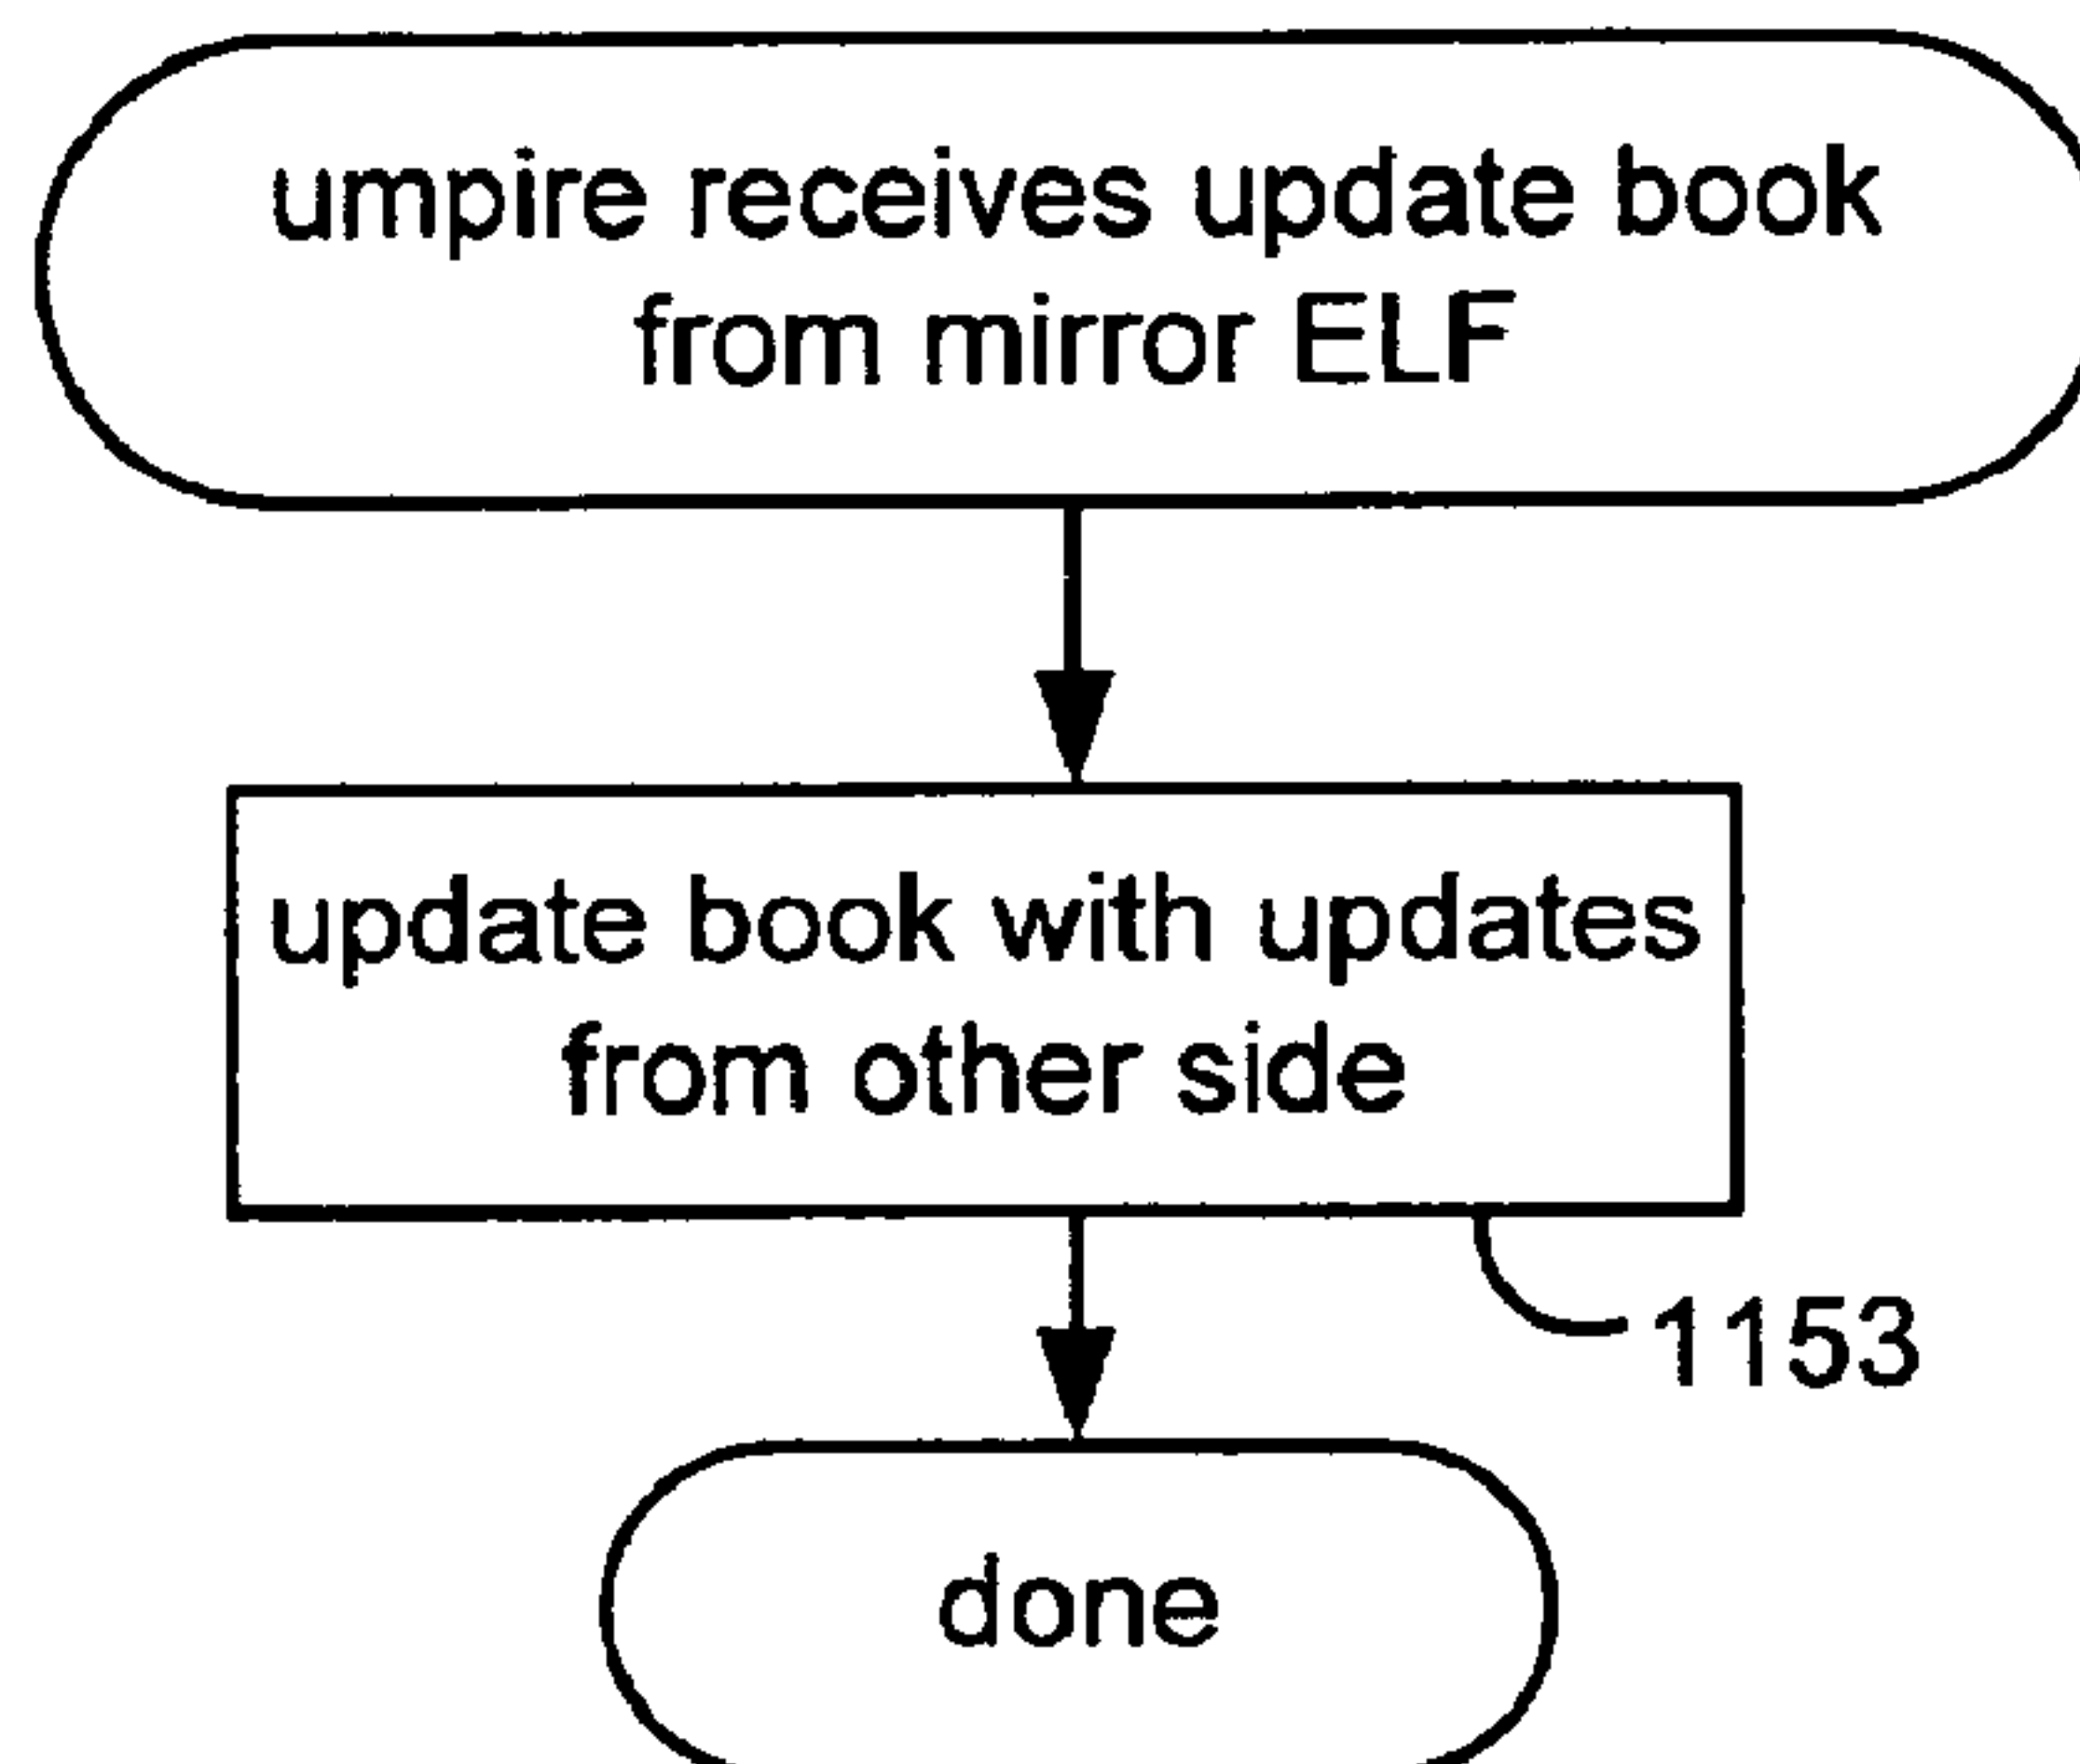 umpire receives update book
from mirror ELF
update book with updates
from other side
1153
done